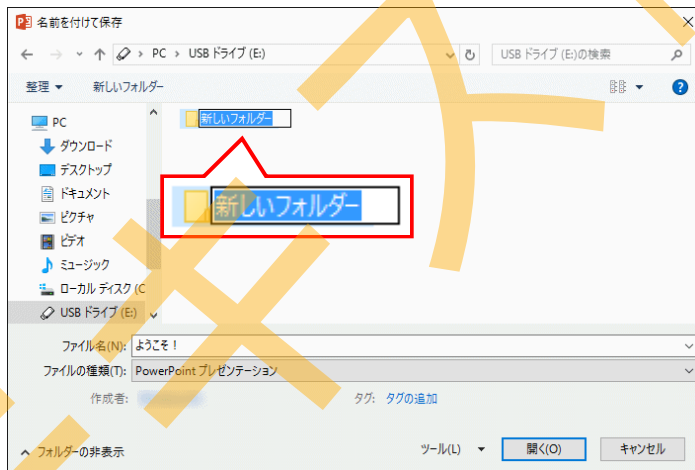 名前を付けて保存
PC › USB ドライブ (E:)
USB ドライブ (E:)の検索
整理 新しいフォルダー
PC
ダウンロード
デスクトップ
ドキュメント
ピクチャ
ビデオ
ミュージック
ローカル ディスク (C
USB ドライブ (E:)
新しいフォルダー
新しいフォルダー
ファイル名(N): ようこそ！
ファイルの種類(T): PowerPoint プレゼンテーション
作成者:
タグ: タグの追加
フォルダーの非表示
ツール(L) 開く(O) キャンセル